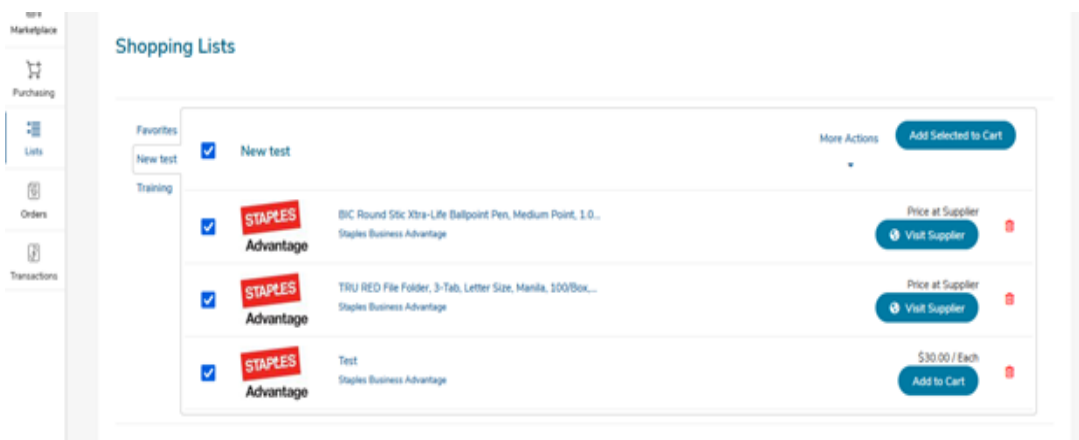 Marketplace
Purchasing
Lists
Orders
Transactions
Shopping Lists
Favorites
New test
Training
New test
More Actions
Add Selected to Cart
STAPLES
Advantage
BIC Round Stic Xtra-Life Ballpoint Pen, Medium Point, 1.0...
Staples Business Advantage
Price at Supplier
Visit Supplier
STAPLES
Advantage
TRU RED File Folder, 3-Tab, Letter Size, Manila, 100/Box,...
Staples Business Advantage
Price at Supplier
Visit Supplier
STAPLES
Advantage
Test
Staples Business Advantage
$30.00 / Each
Add to Cart